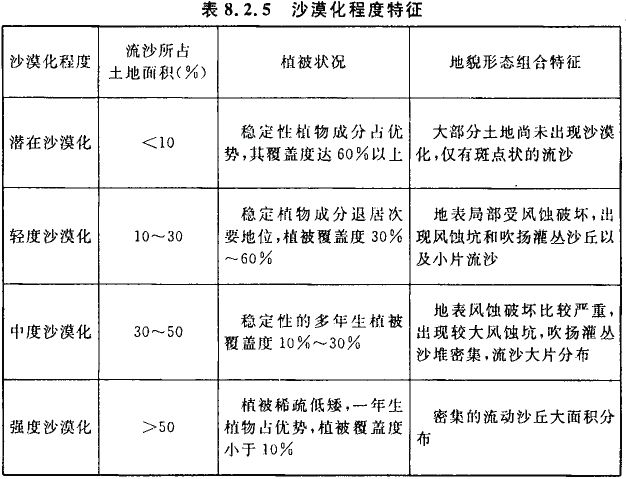 表8.2.5 沙漠化程度特征
沙漠化程度
流沙所占
土地面积(%)
植被状况
地貌形态组合特征
潜在沙漠化
<10
稳定性植物成分占优
势,其覆盖度达60%以上
大部分土地尚未出现沙漠
化,仅有斑点状的流沙
轻度沙漠化
10~30
稳定植物成分退居次
要地位,植被覆盖度30%
~60%
地表局部受风蚀破坏,出
现风蚀坑和吹扬灌丛沙丘以
及小片流沙
中度沙漠化
30~50
稳定性的多年生植被
覆盖度10%~30%
地表风蚀破坏比较严重,
出现较大风蚀坑,吹扬灌丛
沙堆密集,流沙大片分布
强度沙漠化
>50
植被稀疏低矮,一年生
植物占优势,植被覆盖度
小于10%
密集的流动沙丘大面积分
布